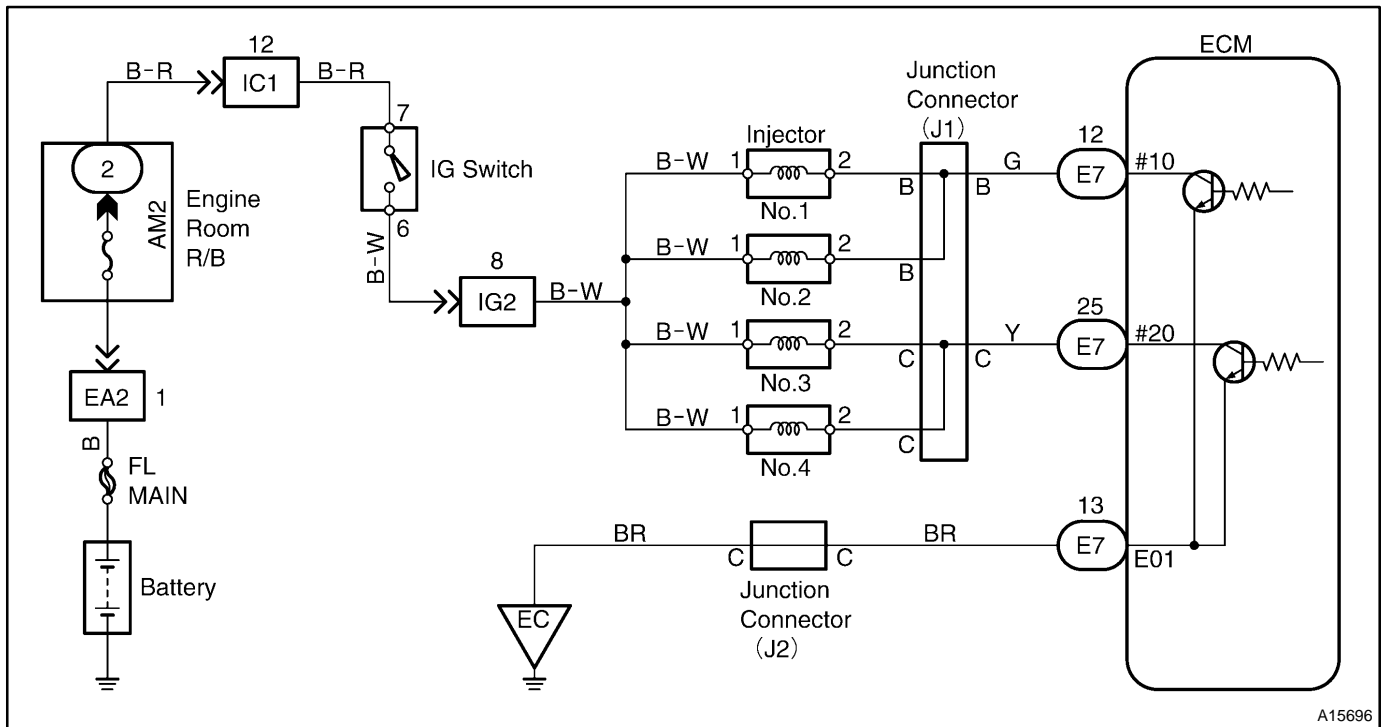 12
IC1
B-R
B-R
7
IG Switch
6
B-W
2
AM2
Engine
Room
R/B
EA2
1
B
FL
MAIN
Battery
8
IG2
B-W
Injector
B-W
1
2
No.1
B-W
1
2
No.2
B-W
1
2
No.3
B-W
1
2
No.4
Junction
Connector
(J1)
B
B
B
C
C
C
G
Y
ECM
12
E7
#10
25
E7
#20
13
E7
E01
BR
C
C
BR
Junction
Connector
(J2)
EC
A15696